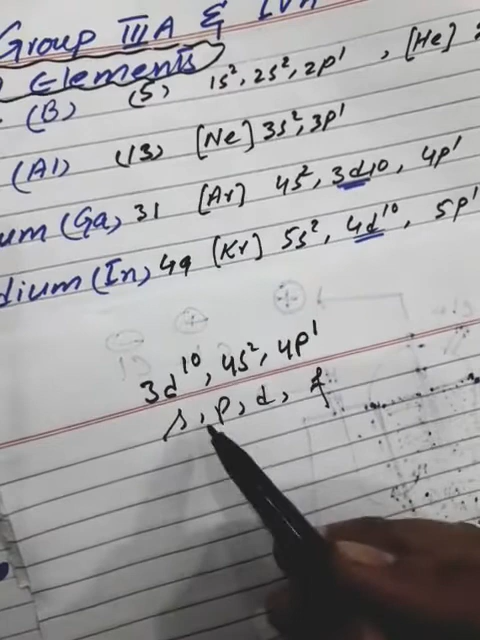 Group IIIA & IVA
Elements
(B) (5) 1s², 2s², 2p¹, [He]
(Al) (13) [Ne] 3s², 3p¹
um (Ga) 31 [Ar] 4s², 3d10, 4p¹
dium (In) 49 [Kr] 5s², 4d¹⁰, 5p¹
3d¹⁰, 4s², 4p¹
s, p, d, f